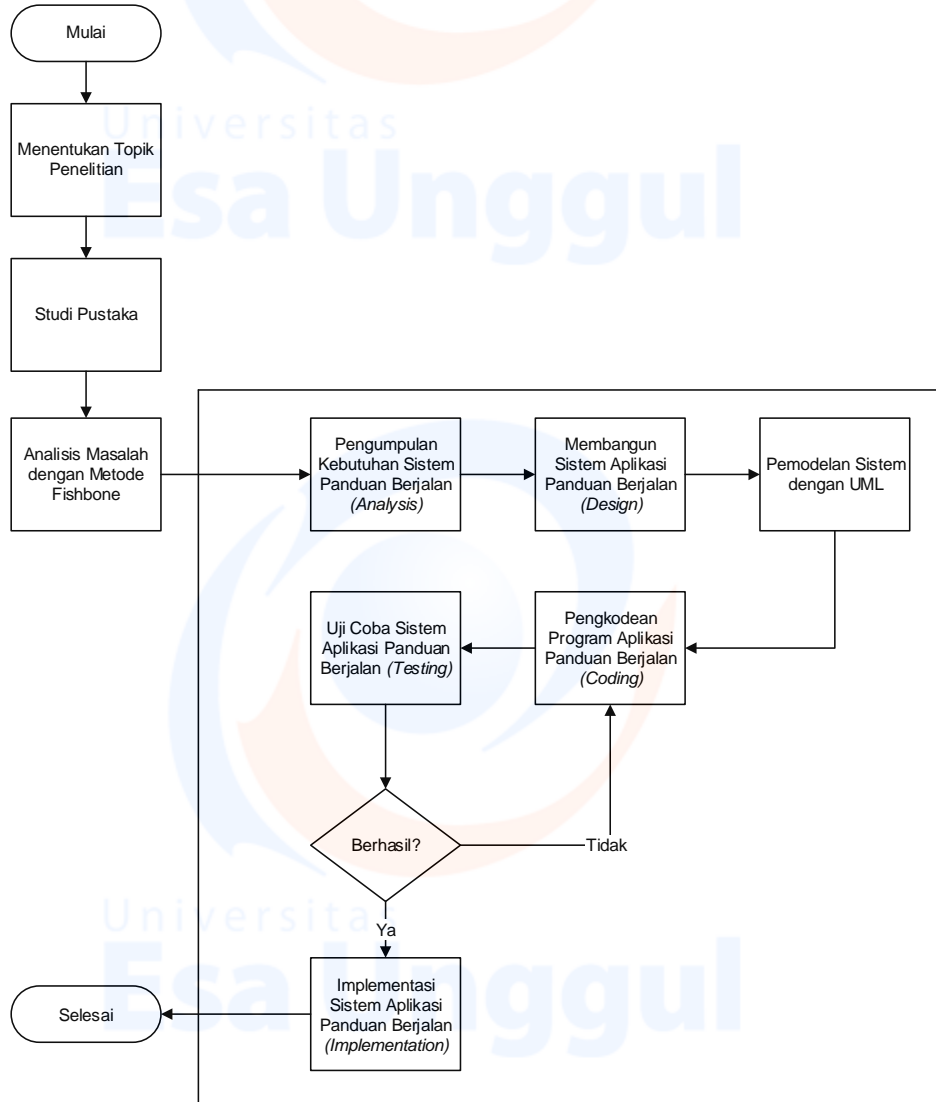 Mulai
Universitas
Esa Unggul
Menentukan Topik
Penelitian
Studi Pustaka
Analisis Masalah
dengan Metode
Fishbone
Pengumpulan
Kebutuhan Sistem
Panduan Berjalan
(Analysis)
Membangun
Sistem Aplikasi
Panduan Berjalan
(Design)
Pemodelan Sistem
dengan UML
Pengkodean
Program Aplikasi
Panduan Berjalan
(Coding)
Uji Coba Sistem
Aplikasi Panduan
Berjalan (Testing)
Berhasil?
Tidak
Ya
Universitas
Esa Unggul
Implementasi
Sistem Aplikasi
Panduan Berjalan
(Implementation)
Selesai